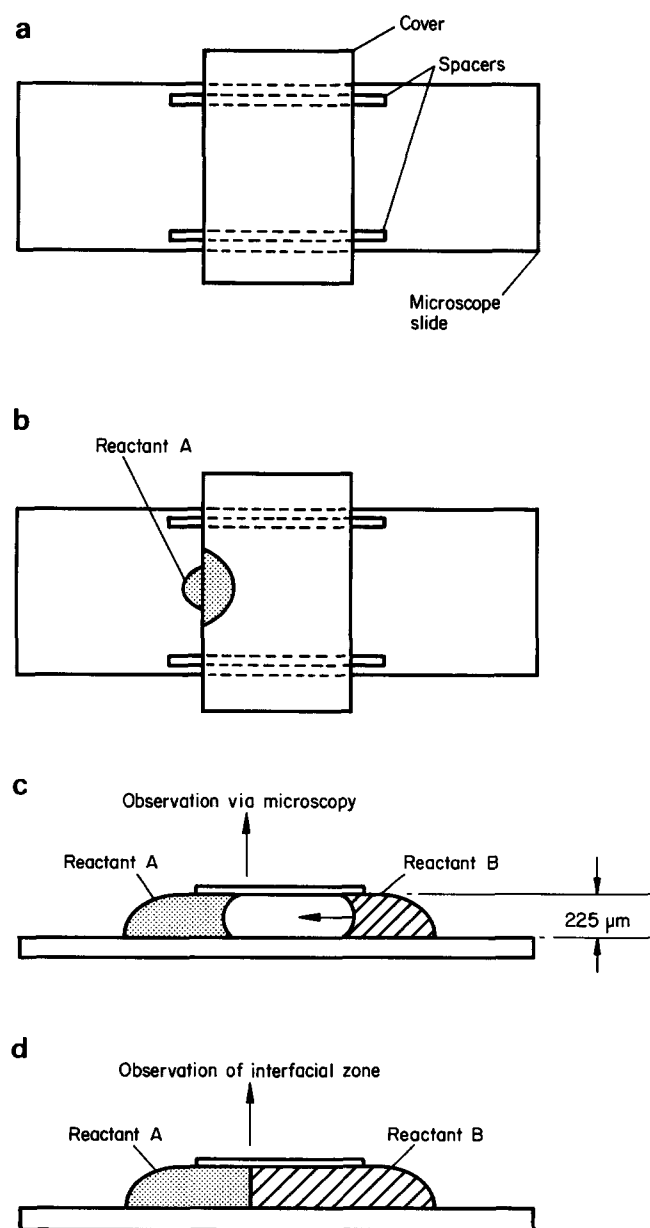 a
Cover
Spacers
Microscope
slide
b
Reactant A
c
Observation via microscopy
Reactant A
Reactant B
225 µm
d
Observation of interfacial zone
Reactant A
Reactant B